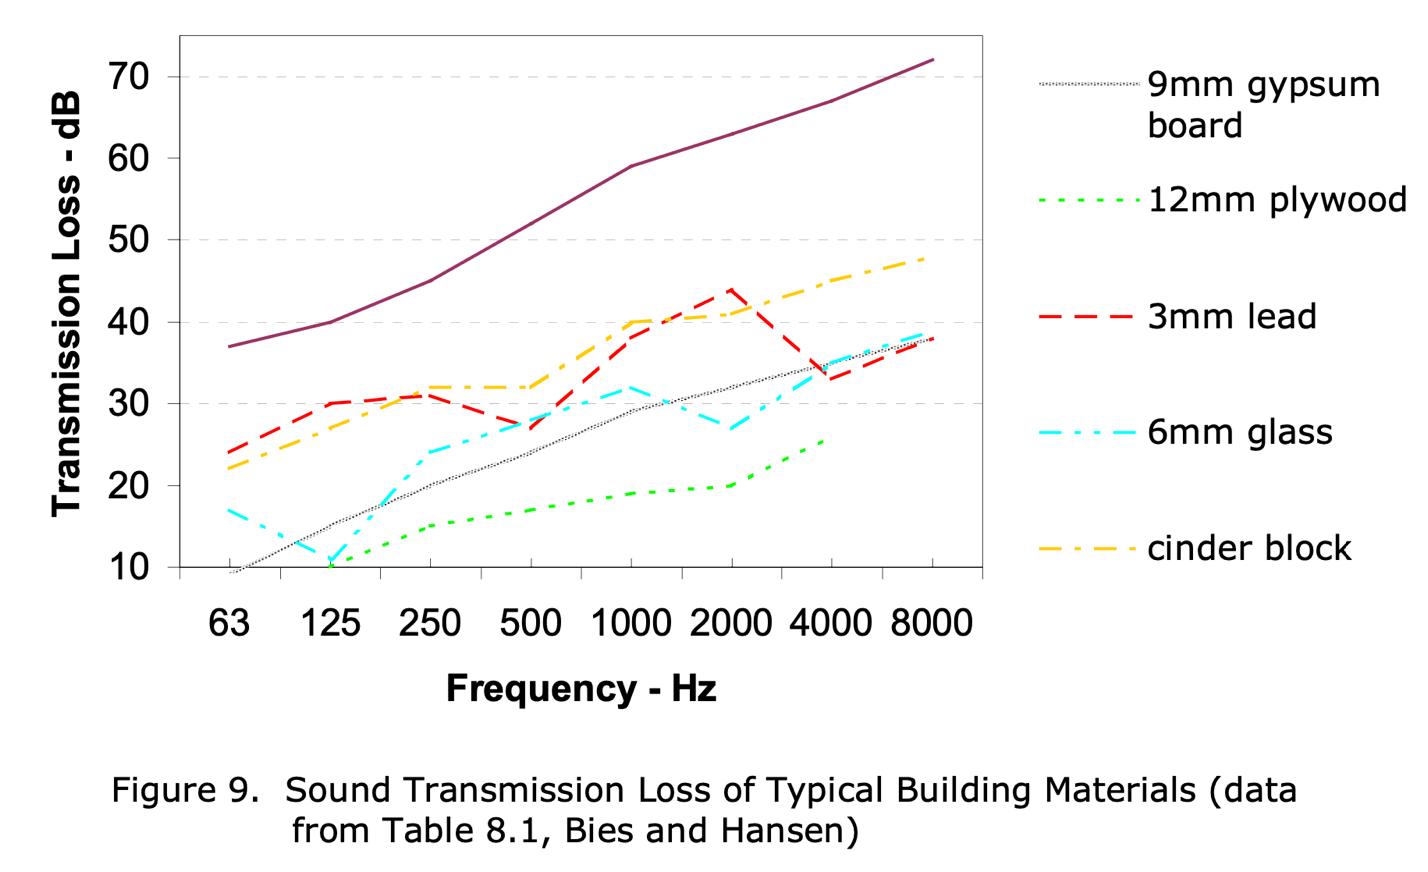 70
60
50
40
30
20
10
Transmission Loss - dB
63 125 250 500 1000 2000 4000 8000
Frequency - Hz
9mm gypsum
board
12mm plywood
3mm lead
6mm glass
cinder block
Figure 9. Sound Transmission Loss of Typical Building Materials (data
from Table 8.1, Bies and Hansen)